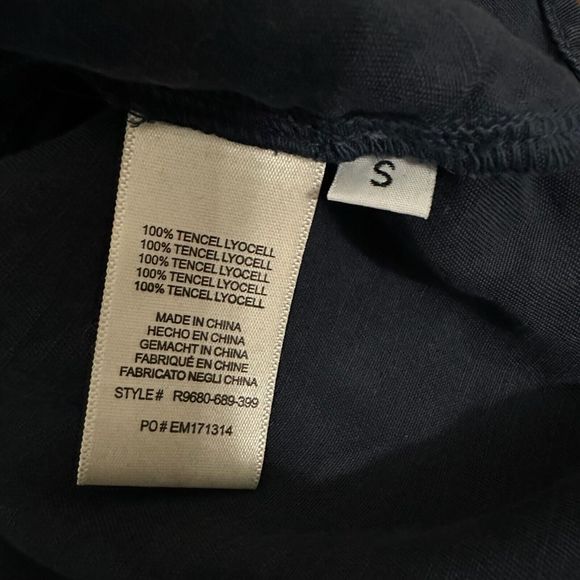 S
100% TENCEL LYOCELL
100% TENCEL LYOCELL
100% TENCEL LYOCELL
100% TENCEL LYOCELL
100% TENCEL LYOCELL
MADE IN CHINA
HECHO EN CHINA
GEMACHT IN CHINA
FABRIQUÉ EN CHINE
FABRICATO NEGLI CHINA
STYLE# R9680-689-399
PO# EM171314